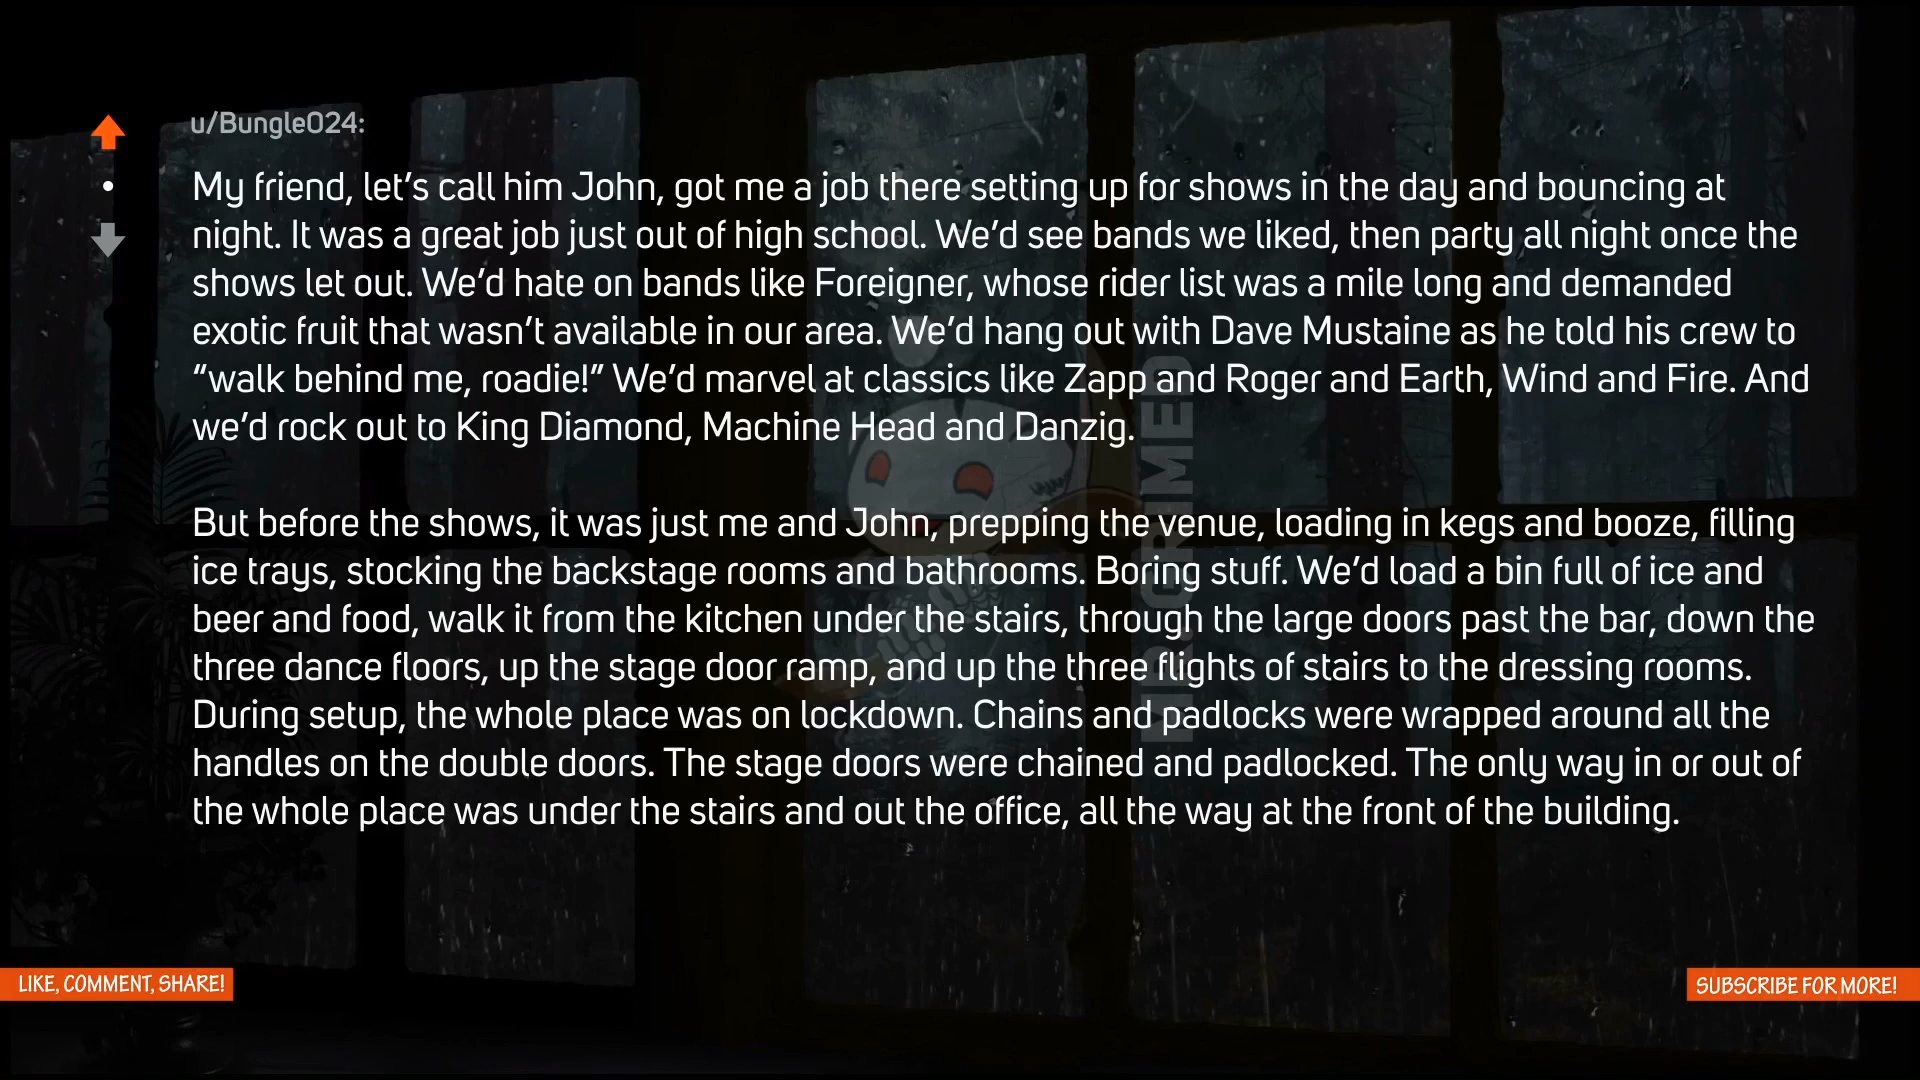 u/Bungle024:
My friend, let’s call him John, got me a job there setting up for shows in the day and bouncing at
night. It was a great job just out of high school. We’d see bands we liked, then party all night once the
shows let out. We’d hate on bands like Foreigner, whose rider list was a mile long and demanded
exotic fruit that wasn’t available in our area. We’d hang out with Dave Mustaine as he told his crew to
“walk behind me, roadie!” We’d marvel at classics like Zapp and Roger and Earth, Wind and Fire. And
we’d rock out to King Diamond, Machine Head and Danzig.
But before the shows, it was just me and John, prepping the venue, loading in kegs and booze, filling
ice trays, stocking the backstage rooms and bathrooms. Boring stuff. We’d load a bin full of ice and
beer and food, walk it from the kitchen under the stairs, through the large doors past the bar, down the
three dance floors, up the stage door ramp, and up the three flights of stairs to the dressing rooms.
During setup, the whole place was on lockdown. Chains and padlocks were wrapped around all the
handles on the double doors. The stage doors were chained and padlocked. The only way in or out of
the whole place was under the stairs and out the office, all the way at the front of the building.
LIKE, COMMENT, SHARE!
SUBSCRIBE FOR MORE!